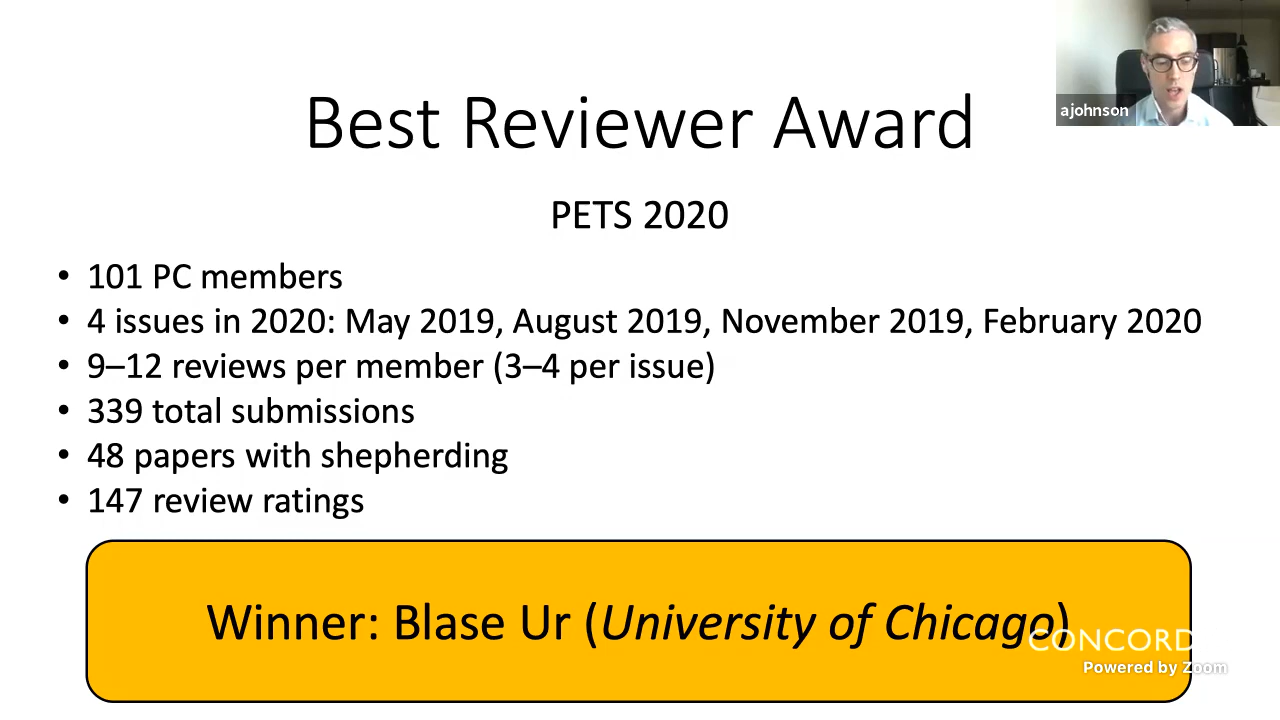 ajohnson
Best Reviewer Award
PETS 2020
• 101 PC members
• 4 issues in 2020: May 2019, August 2019, November 2019, February 2020
• 9–12 reviews per member (3–4 per issue)
• 339 total submissions
• 48 papers with shepherding
• 147 review ratings
Winner: Blase Ur (University of Chicago)
CONCORD
Powered by Zoom